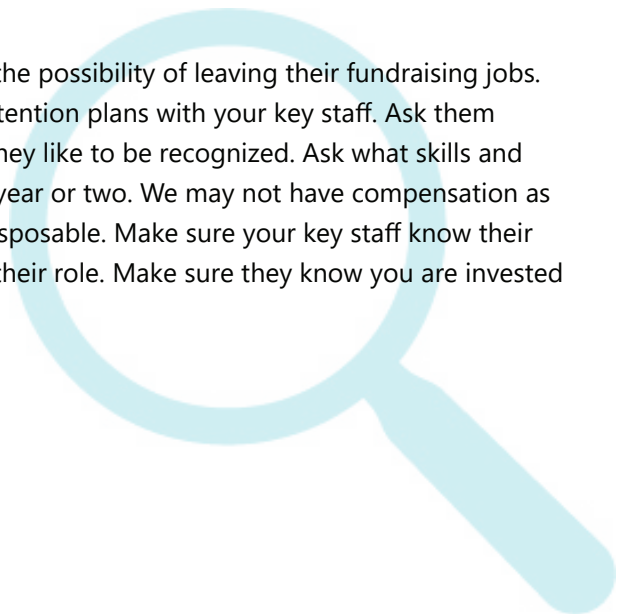 the possibility of leaving their fundraising jobs.
tention plans with your key staff. Ask them
hey like to be recognized. Ask what skills and
year or two. We may not have compensation as
sposable. Make sure your key staff know their
their role. Make sure they know you are invested